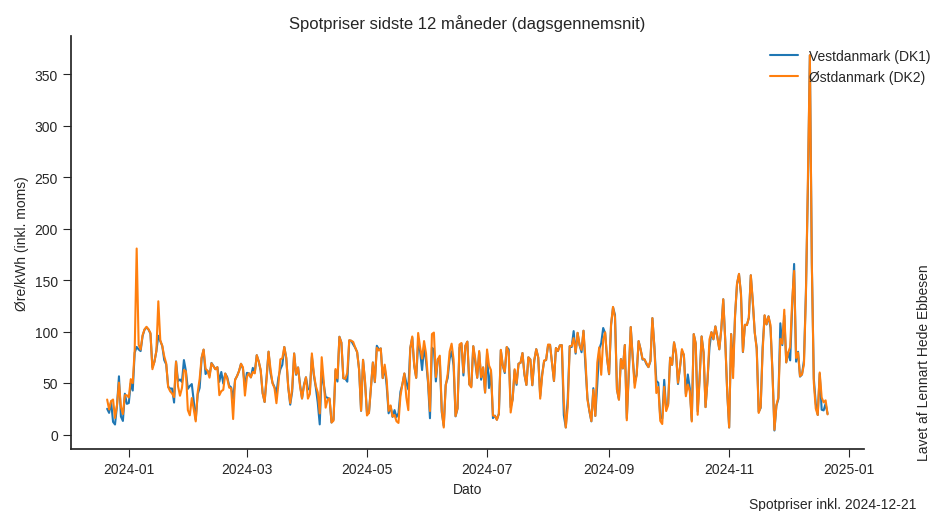 Spotpriser sidste 12 måneder (dagsgennemsnit)
Vestdanmark (DK1)
Østdanmark (DK2)
350
300
250
200
150
100
50
0
Øre/kWh (inkl. moms)
2024-01
2024-03
2024-05
2024-07
2024-09
2024-11
2025-01
Dato
Lavet af Lennart Hede Ebbesen
Spotpriser inkl. 2024-12-21